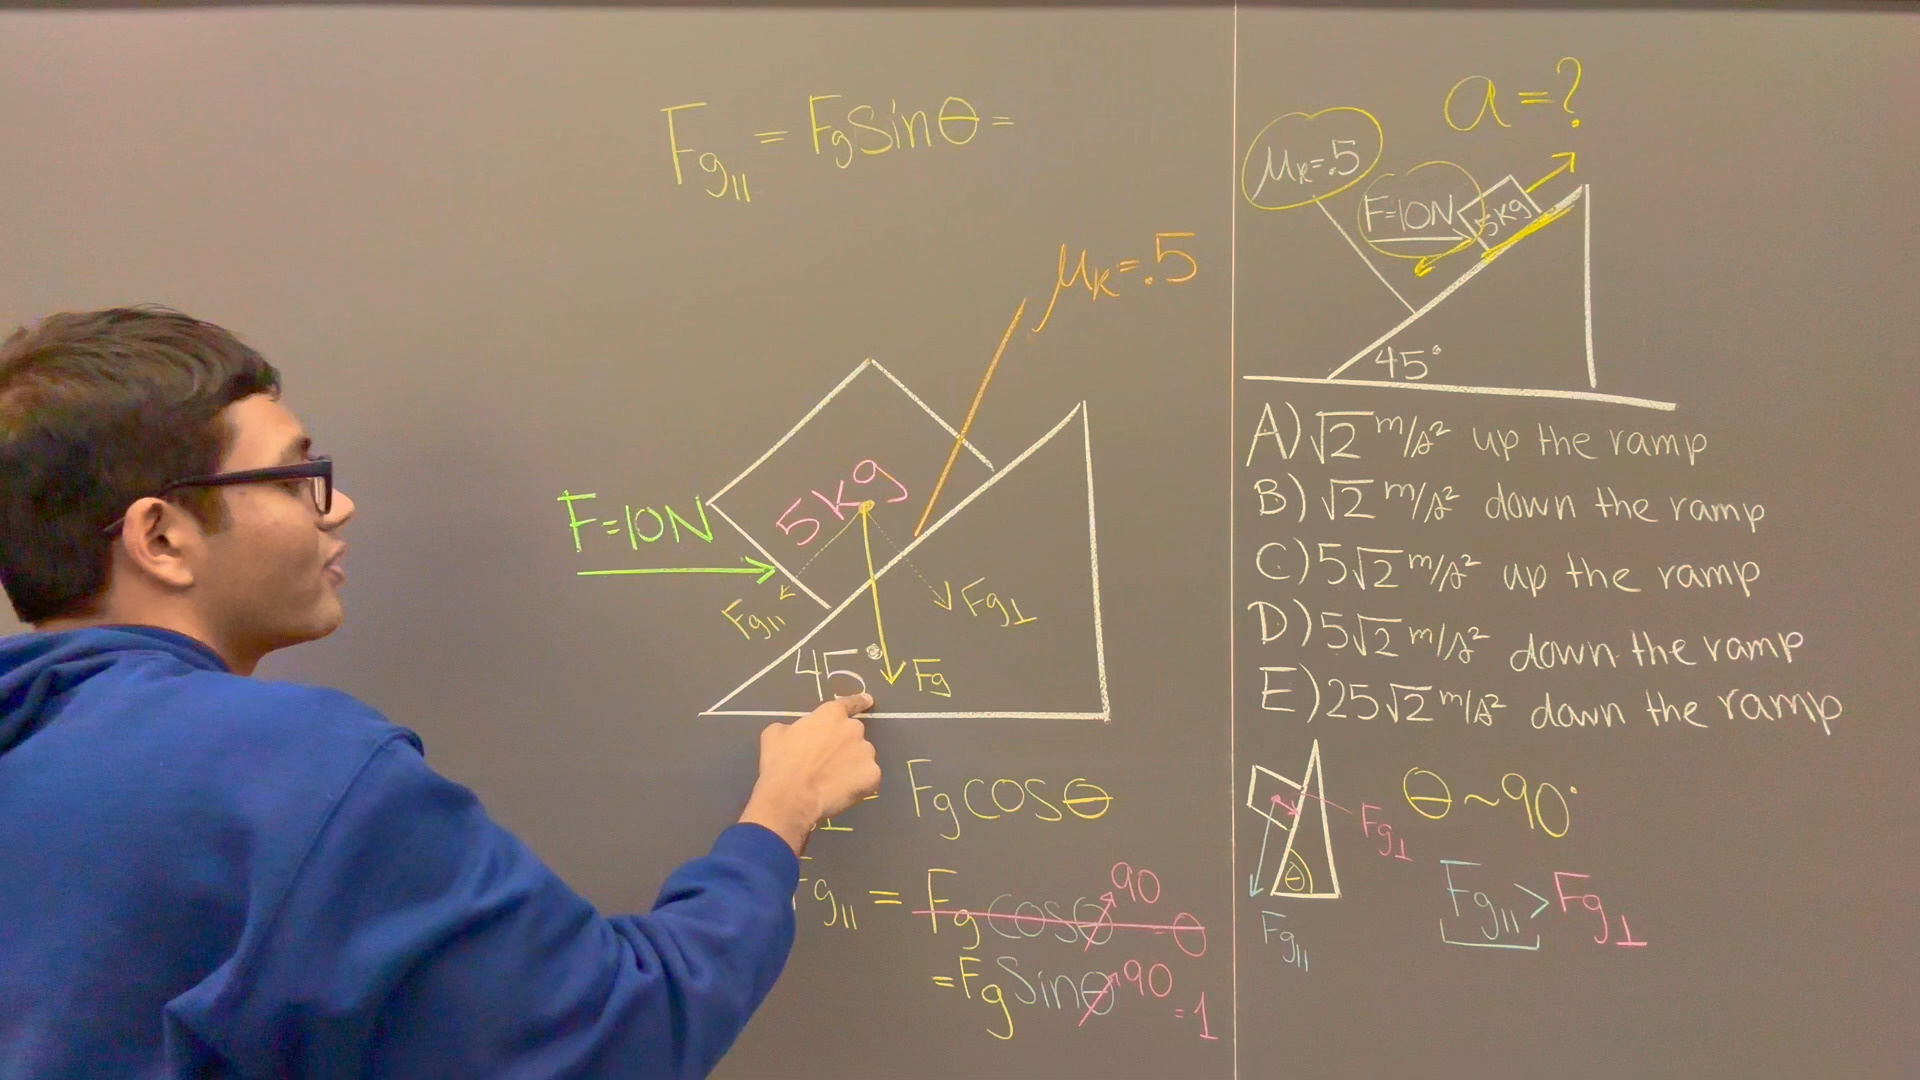 Fg|| = Fg sinθ =
μk=.5
5kg
F=10N
Fg||
Fg⊥
45°
Fg
= Fg cosθ
Fg|| = Fg cosθ 90 = 0
= Fg sinθ 90 = 1
a = ?
μk=.5
F=10N
5kg
45°
A) √2 m/s² up the ramp
B) √2 m/s² down the ramp
C) 5√2 m/s² up the ramp
D) 5√2 m/s² down the ramp
E) 25√2 m/s² down the ramp
θ ~ 90°
Fg⊥
θ
Fg|| > Fg⊥
Fg||